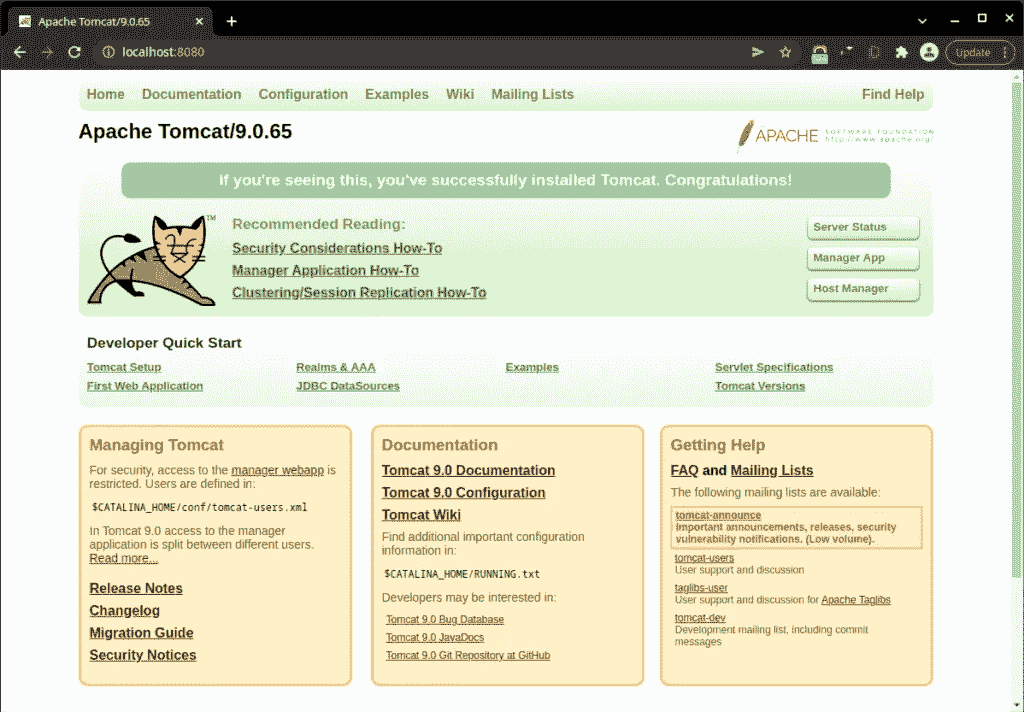 Apache Tomcat/9.0.65
localhost:8080
Update
Home Documentation Configuration Examples Wiki Mailing Lists Find Help
Apache Tomcat/9.0.65
APACHE SOFTWARE FOUNDATION
http://www.apache.org/
If you're seeing this, you've successfully installed Tomcat. Congratulations!
TM
Recommended Reading:
Security Considerations How-To
Manager Application How-To
Clustering/Session Replication How-To
Server Status
Manager App
Host Manager
Developer Quick Start
Tomcat Setup
First Web Application
Realms & AAA
JDBC DataSources
Examples
Servlet Specifications
Tomcat Versions
Managing Tomcat
For security, access to the manager webapp is
restricted. Users are defined in:
$CATALINA_HOME/conf/tomcat-users.xml
In Tomcat 9.0 access to the manager
application is split between different users.
Read more...
Release Notes
Changelog
Migration Guide
Security Notices
Documentation
Tomcat 9.0 Documentation
Tomcat 9.0 Configuration
Tomcat Wiki
Find additional important configuration
information in:
$CATALINA_HOME/RUNNING.txt
Developers may be interested in:
Tomcat 9.0 Bug Database
Tomcat 9.0 JavaDocs
Tomcat 9.0 Git Repository at GitHub
Getting Help
FAQ and Mailing Lists
The following mailing lists are available:
tomcat-announce
Important announcements, releases, security
vulnerability notifications. (Low volume).
tomcat-users
User support and discussion
taglibs-user
User support and discussion for Apache Taglibs
tomcat-dev
Development mailing list, including commit
messages